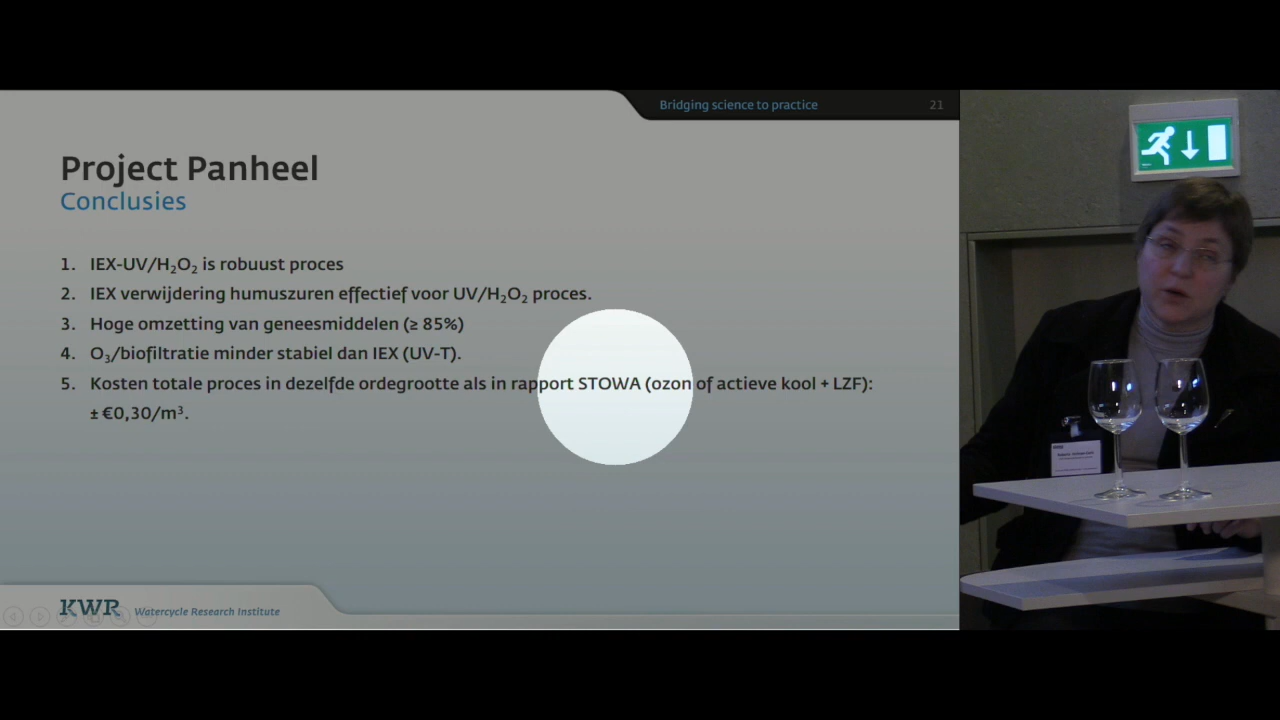 Bridging science to practice
21
Project Panheel
Conclusies
1. IEX-UV/H₂O₂ is robuust proces
2. IEX verwijdering humuszuren effectief voor UV/H₂O₂ proces.
3. Hoge omzetting van geneesmiddelen (≥ 85%)
4. O₃/biofiltratie minder stabiel dan IEX (UV-T).
5. Kosten totale proces in dezelfde ordegrootte als in rapport STOWA (ozon of actieve kool + LZF):
± €0,30/m³.
KWR Watercycle Research Institute